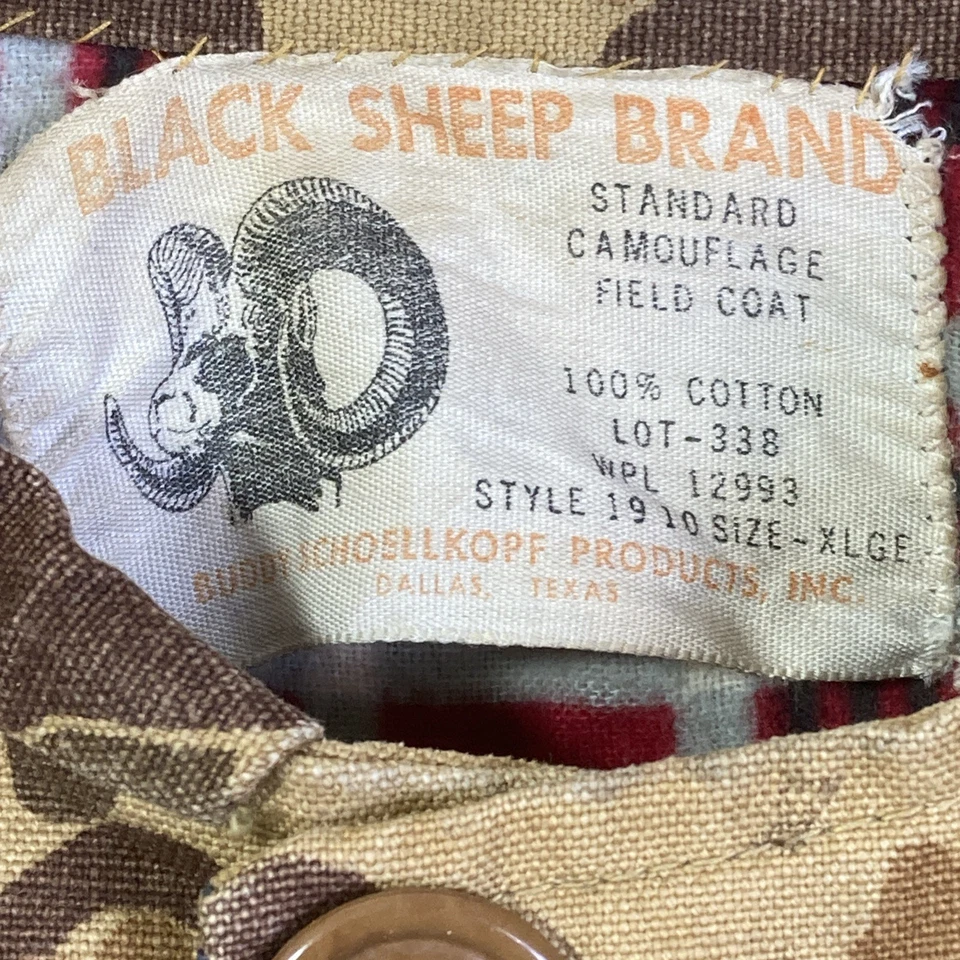 BLACK SHEEP BRAND
STANDARD
CAMOUFLAGE
FIELD COAT
100% COTTON
LOT-338
WPL 12993
STYLE 1910 SIZE-XLGE
SCHOELLKOPF PRODUCTS, INC.
DALLAS, TEXAS